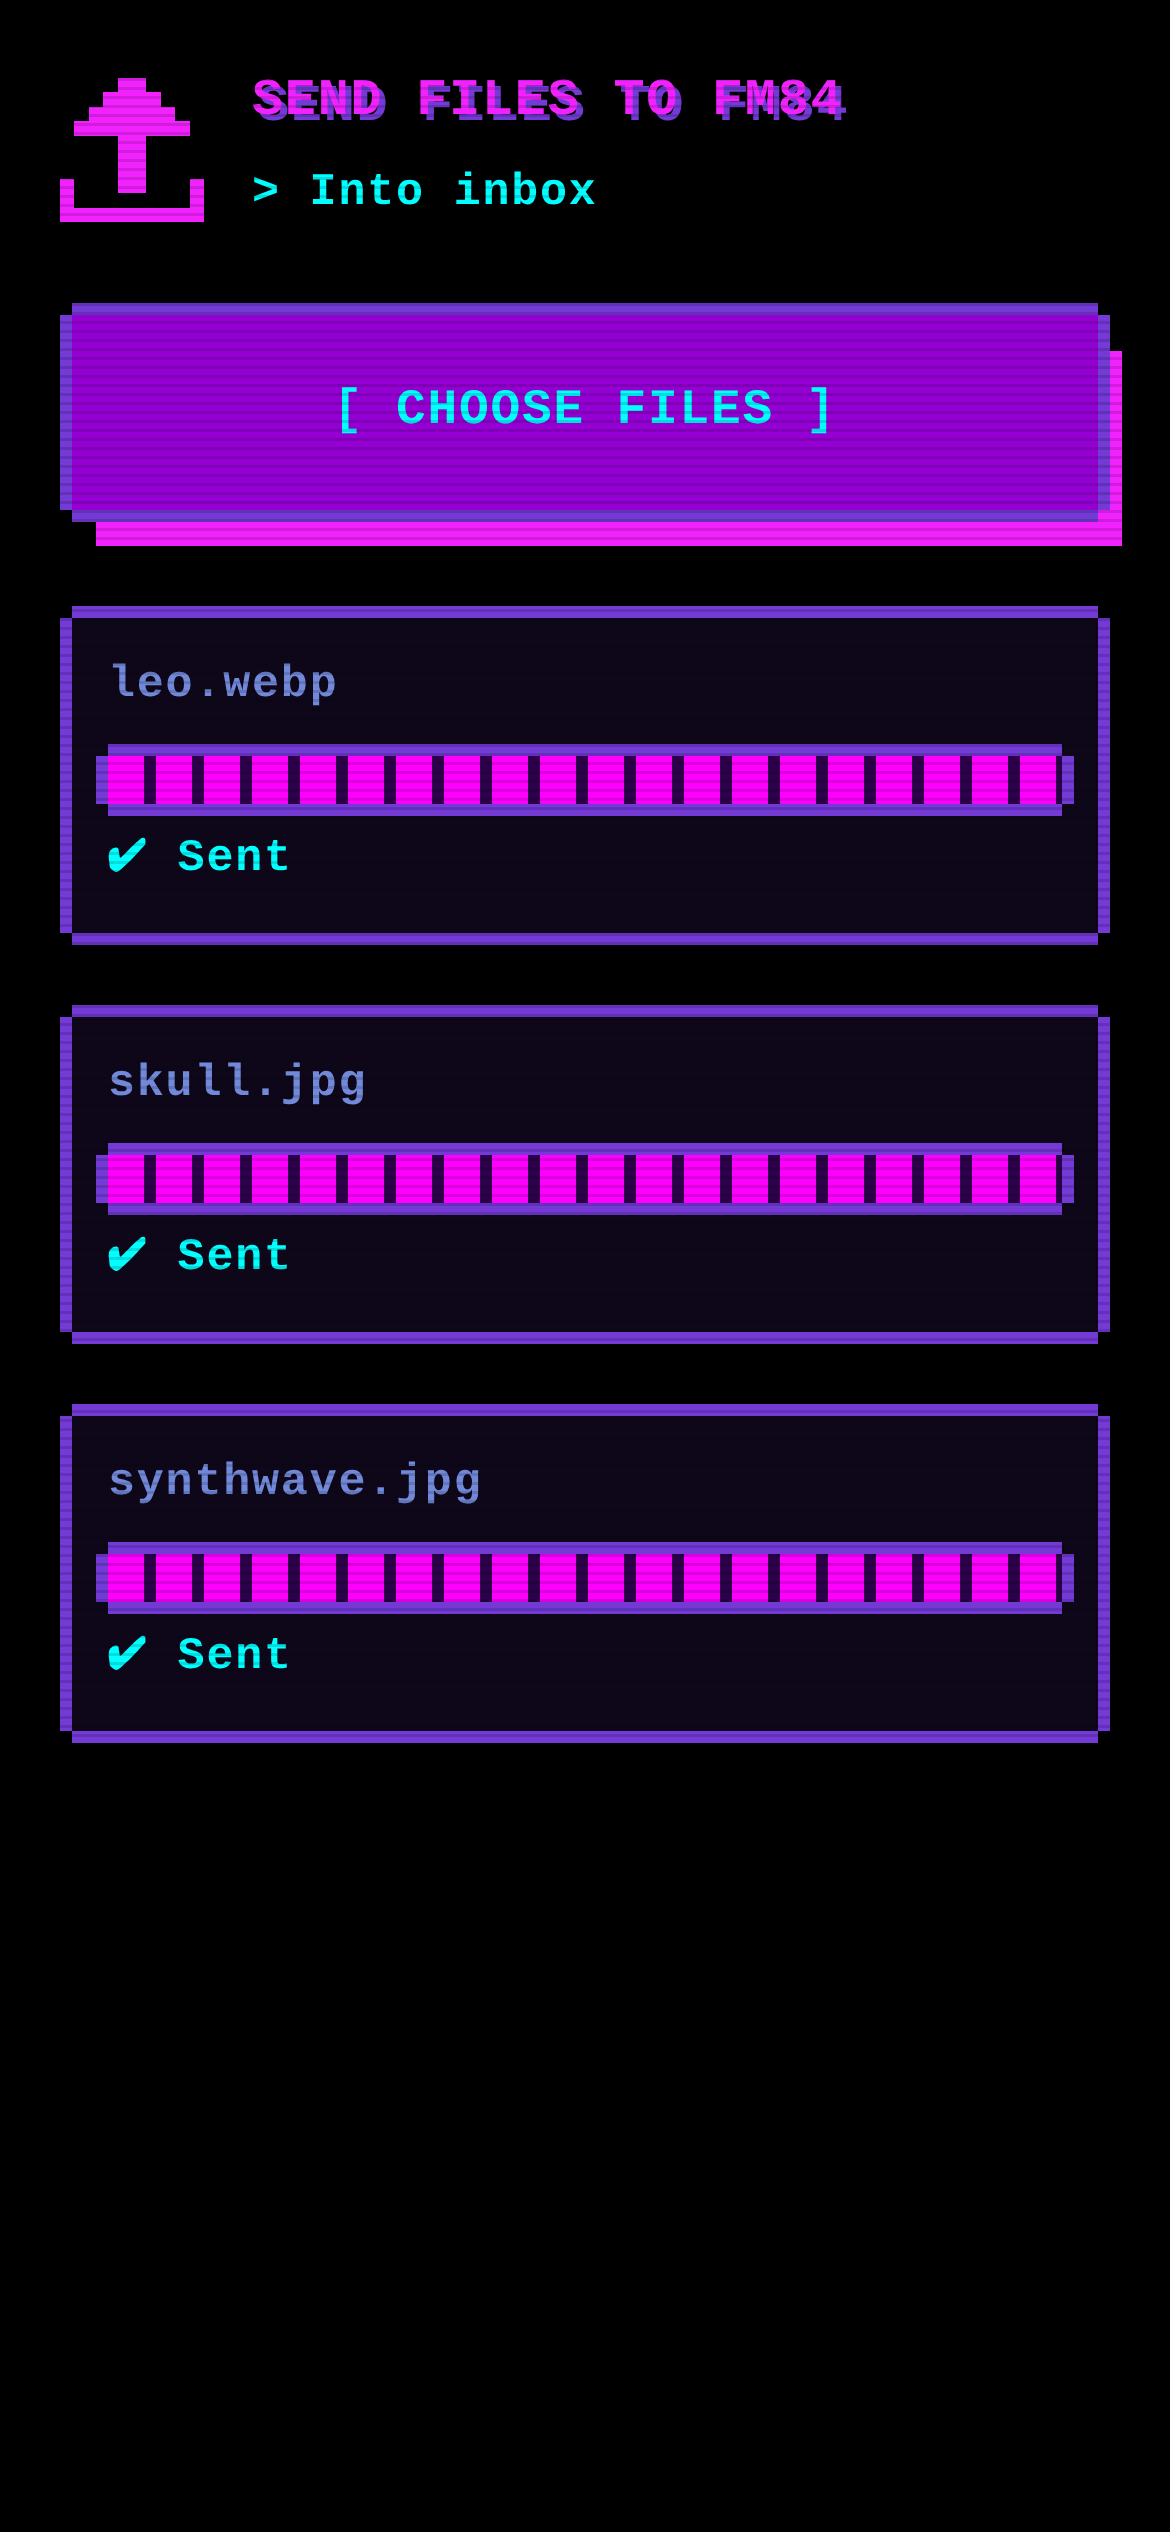 SEND FILES TO FM84
> Into inbox
[ CHOOSE FILES ]
leo.webp
✔ Sent
skull.jpg
✔ Sent
synthwave.jpg
✔ Sent